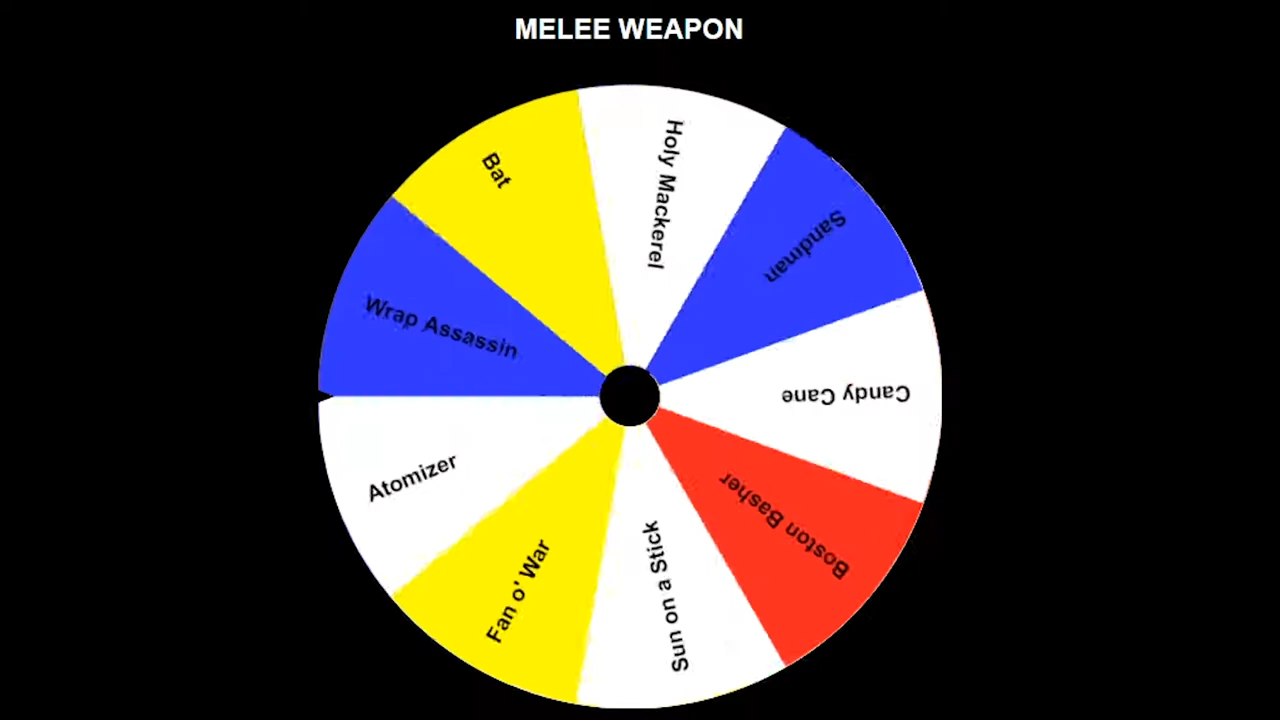 MELEE WEAPON
Holy Mackerel
Sandman
Candy Cane
Boston Basher
Sun on a Stick
Fan o' War
Atomizer
Wrap Assassin
Bat